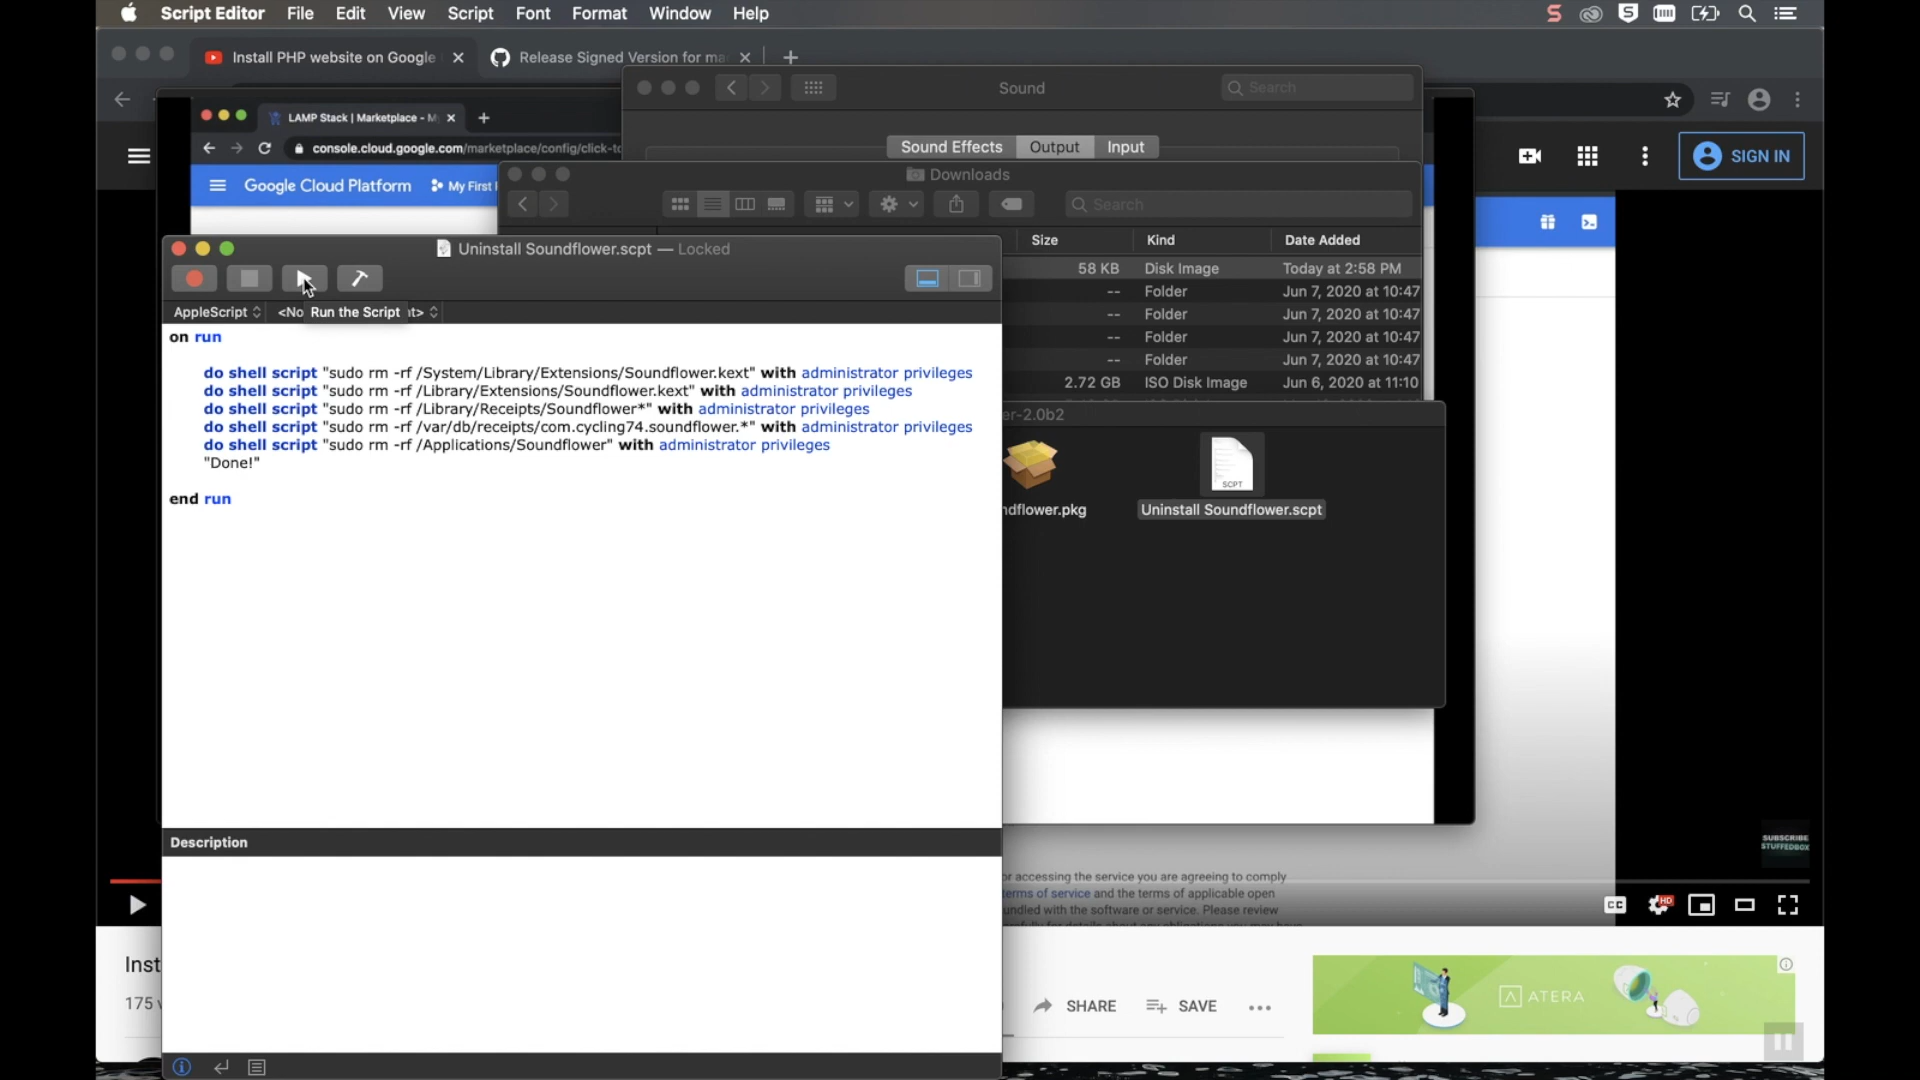 Script Editor File Edit View Script Font Format Window Help
Install PHP website on Google
Release Signed Version for ma
Sound
Search
LAMP Stack | Marketplace - M
console.cloud.google.com/marketplace/config/click-to
Sound Effects Output Input
SIGN IN
Google Cloud Platform
My First
Downloads
Search
Size Kind Date Added
58 KB Disk Image Today at 2:58 PM
-- Folder Jun 7, 2020 at 10:47
-- Folder Jun 7, 2020 at 10:47
-- Folder Jun 7, 2020 at 10:47
-- Folder Jun 7, 2020 at 10:47
2.72 GB ISO Disk Image Jun 6, 2020 at 11:10
Uninstall Soundflower.scpt — Locked
AppleScript <No Run the Script nt>
on run
do shell script "sudo rm -rf /System/Library/Extensions/Soundflower.kext" with administrator privileges
do shell script "sudo rm -rf /Library/Extensions/Soundflower.kext" with administrator privileges
do shell script "sudo rm -rf /Library/Receipts/Soundflower*" with administrator privileges
do shell script "sudo rm -rf /var/db/receipts/com.cycling74.soundflower.*" with administrator privileges
do shell script "sudo rm -rf /Applications/Soundflower" with administrator privileges
"Done!"
end run
er-2.0b2
SCPT
ndflower.pkg
Uninstall Soundflower.scpt
Description
SUBSCRIBE
STUFFEDBOX
or accessing the service you are agreeing to comply
terms of service and the terms of applicable open
undled with the software or service. Please review
CC
HD
Inst
175 v
SHARE
SAVE
ATERA